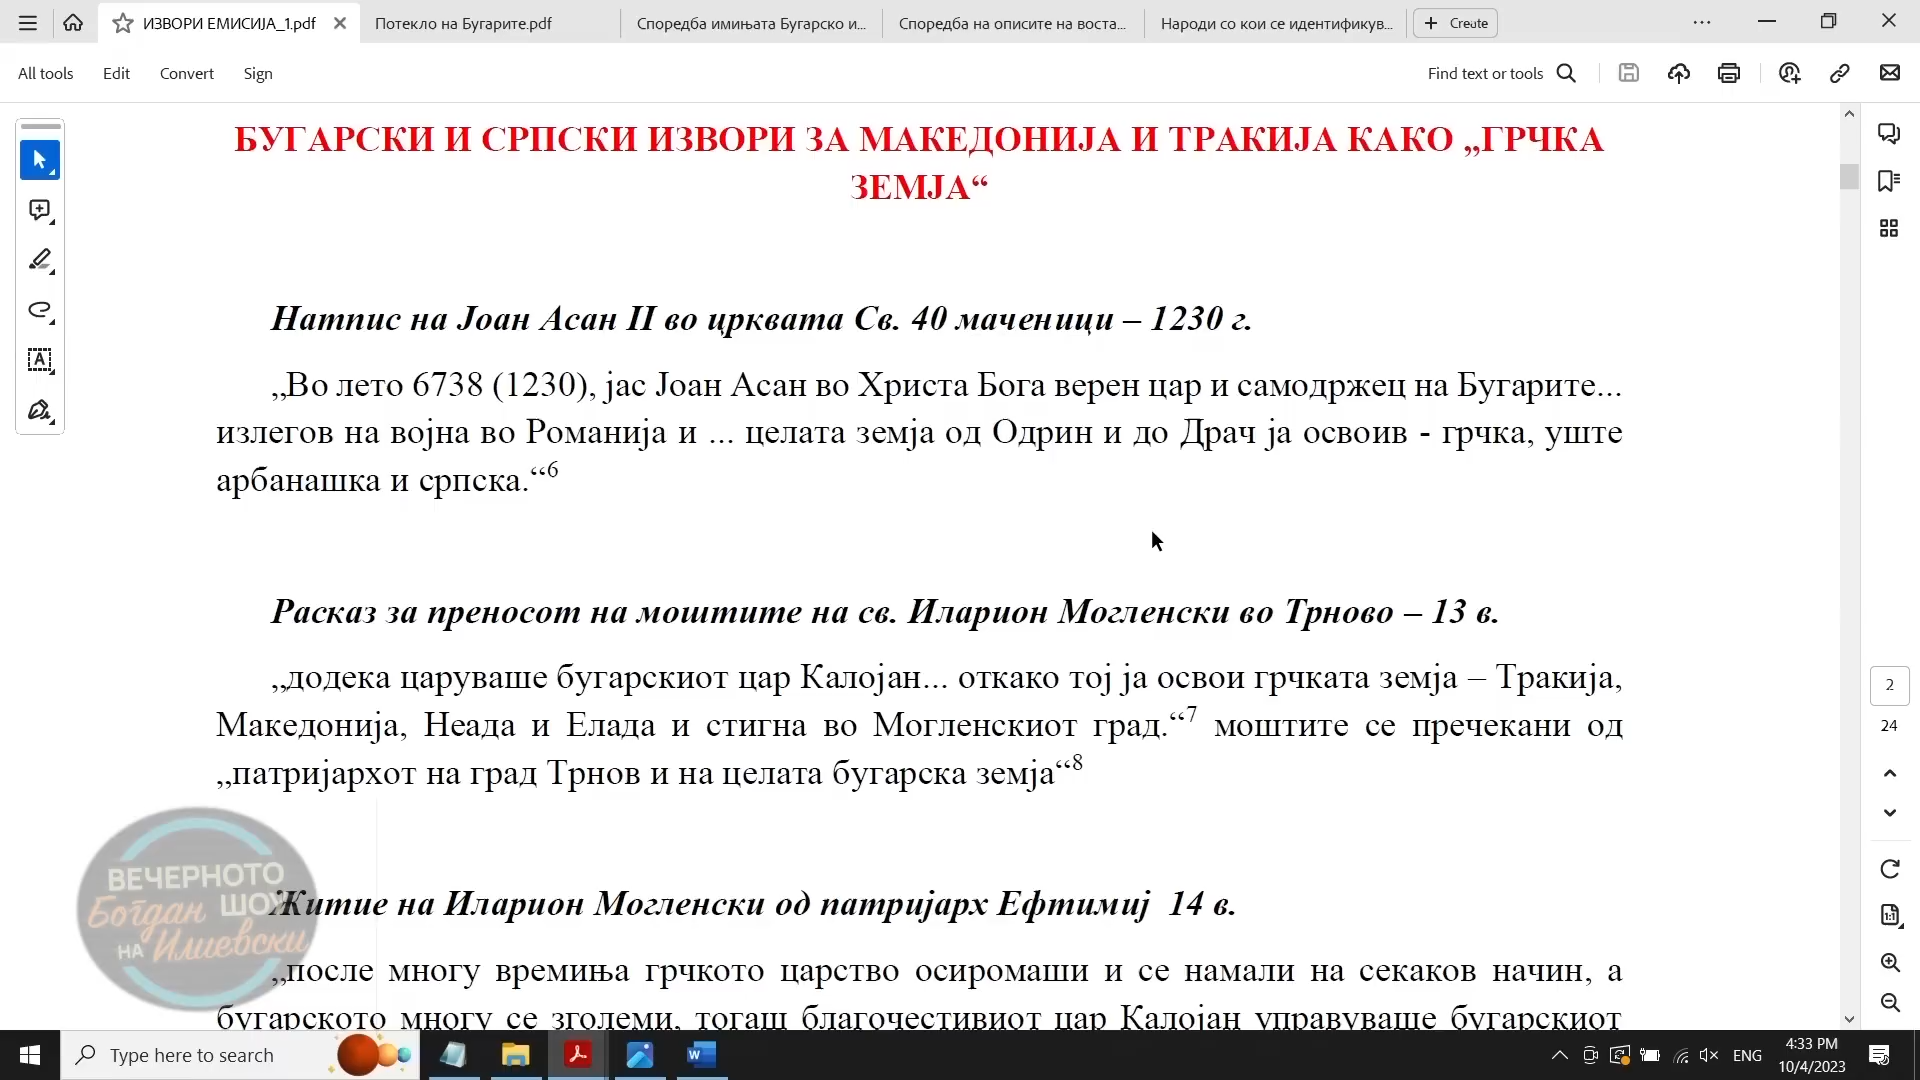 ИЗВОРИ ЕМИСИЈА_1.pdf
Потекло на Бугарите.pdf
Споредба имињата Бугарско и...
Споредба на описите на воста...
Народи со кои се идентификув...
Create
All tools Edit Convert Sign
Find text or tools
БУГАРСКИ И СРПСКИ ИЗВОРИ ЗА МАКЕДОНИЈА И ТРАКИЈА КАКО „ГРЧКА
ЗЕМЈА“
Натпис на Јоан Асан II во црквата Св. 40 маченици – 1230 г.
„Во лето 6738 (1230), јас Јоан Асан во Христа Бога верен цар и самодржец на Бугарите...
излегов на војна во Романија и ... целата земја од Одрин и до Драч ја освоив - грчка, уште
арбанашка и српска.“6
Расказ за преносот на моштите на св. Иларион Могленски во Трново – 13 в.
„додека царуваше бугарскиот цар Калојан... откако тој ја освои грчката земја – Тракија,
Македонија, Неада и Елада и стигна во Могленскиот град.“7 моштите се пречекани од
„патријархот на град Трнов и на целата бугарска земја“8
Житие на Иларион Могленски од патријарх Ефтимиј 14 в.
„после многу времиња грчкото царство осиромаши и се намали на секаков начин, а
бугарското многу се зголеми, тогаш благочестивиот цар Калојан управуваше бугарскиот
ВЕЧЕРНОТО
ШОУ
НА
Богдан
Илиевски
2
24
Type here to search
ENG
4:33 PM
10/4/2023